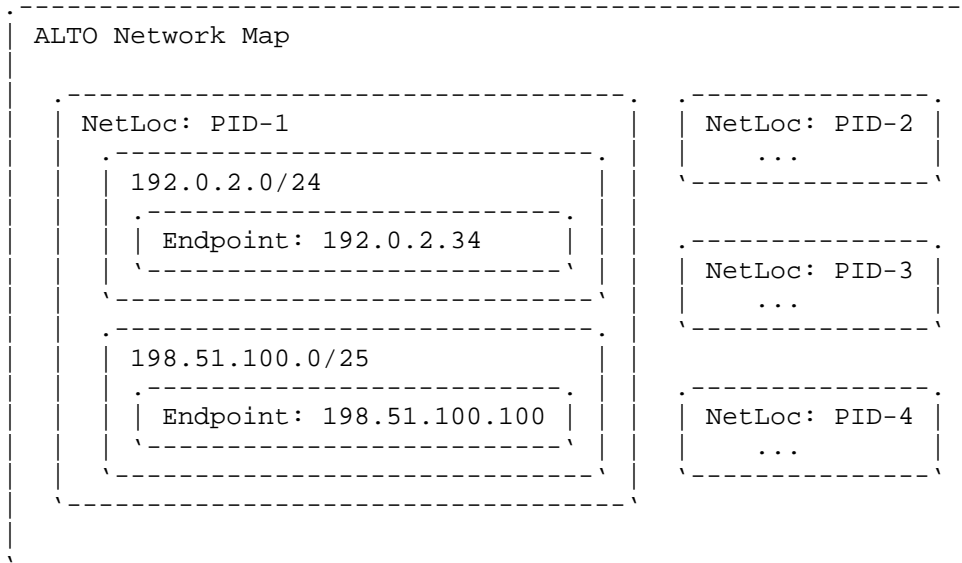 ALTO Network Map
NetLoc: PID-1
192.0.2.0/24
Endpoint: 192.0.2.34
198.51.100.0/25
Endpoint: 198.51.100.100
NetLoc: PID-2
...
NetLoc: PID-3
...
NetLoc: PID-4
...